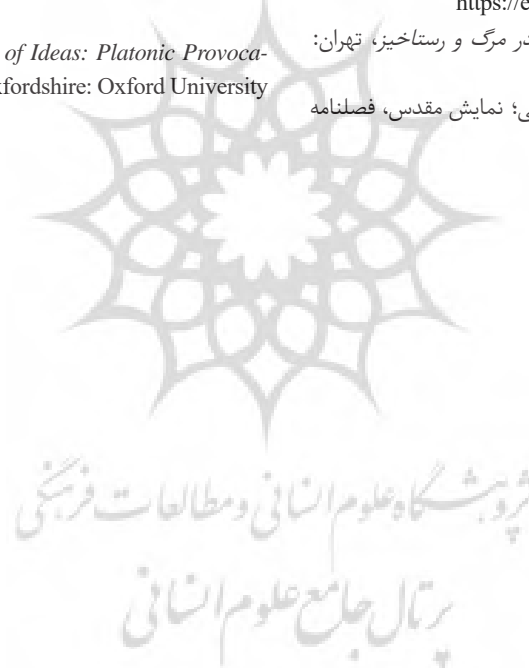 https://e
در مرگ و رستاخیز، تهران:
ی؛ نمایش مقدس، فصلنامه
of Ideas: Platonic Provoca-
xfordshire: Oxford University
پژوهشگاه علوم انسانی و مطالعات فرهنگی
پرتال جامع علوم انسانی